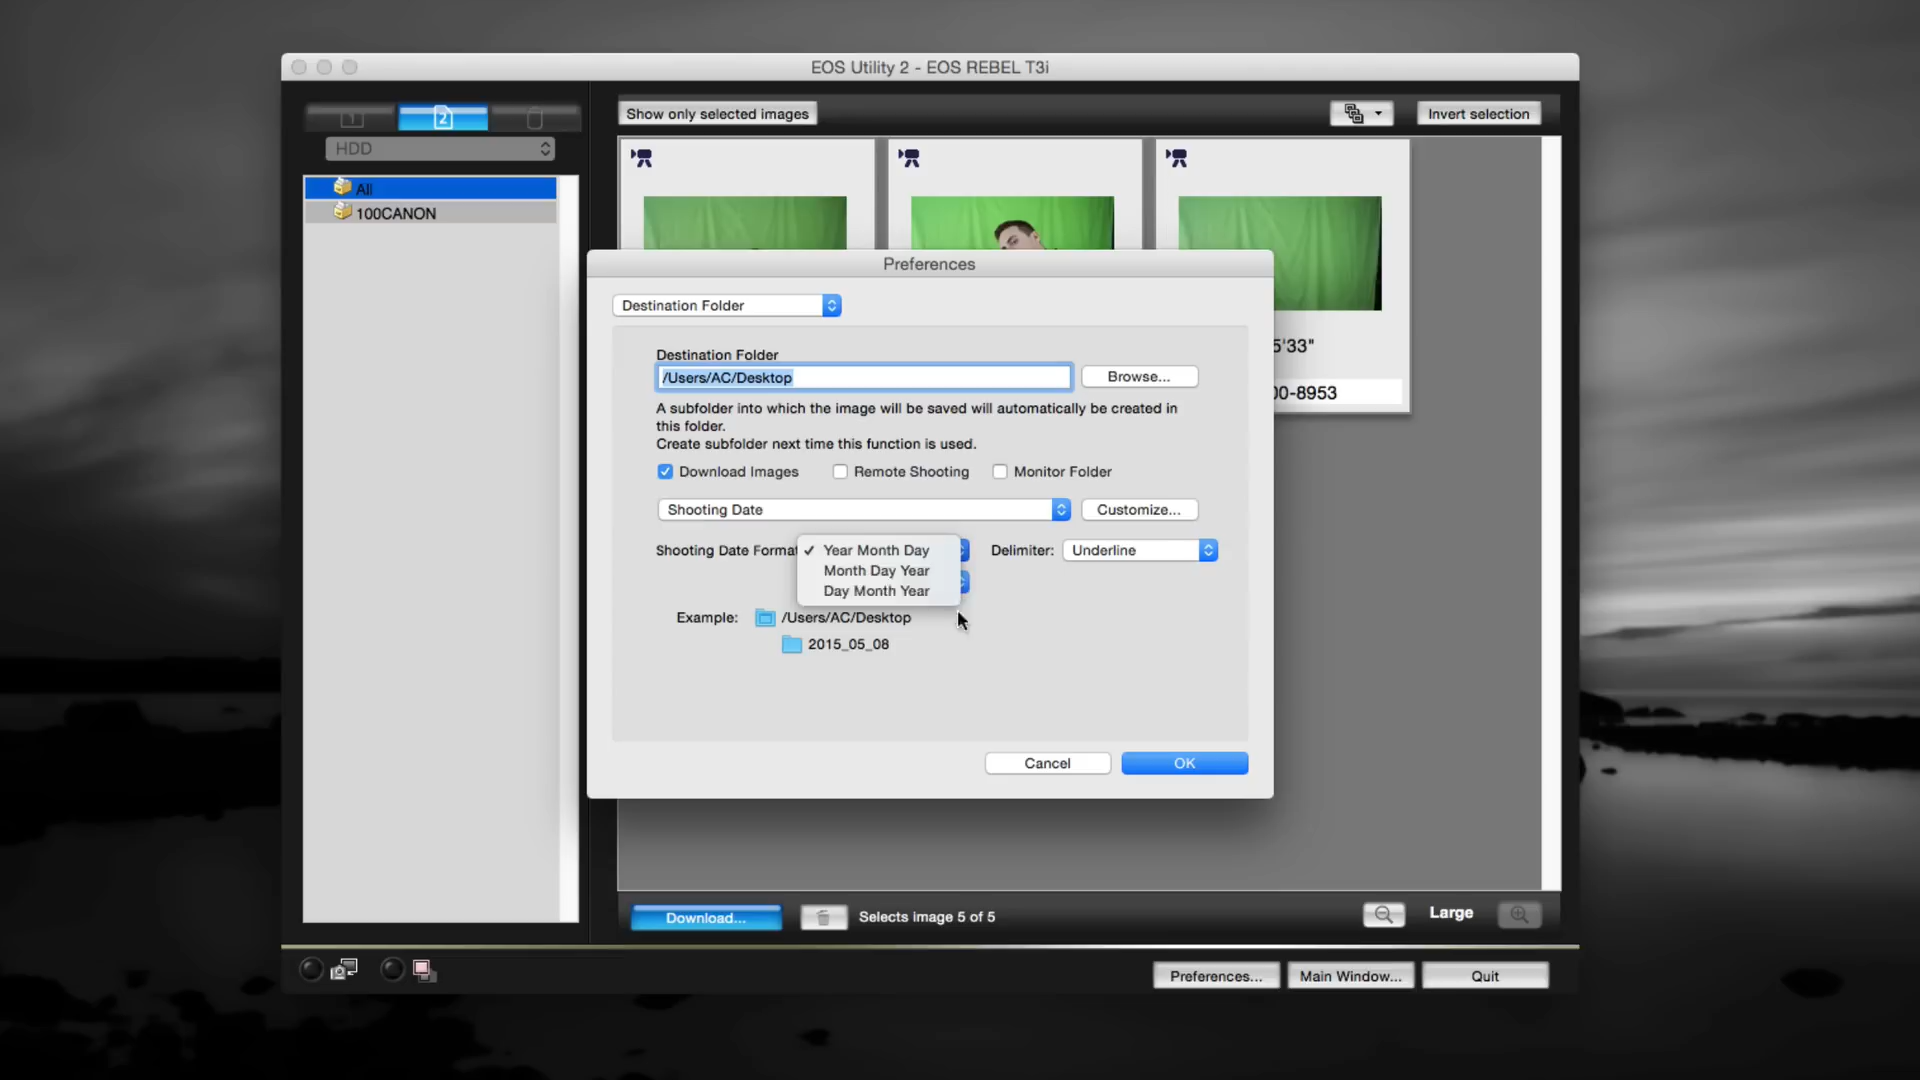 EOS Utility 2 - EOS REBEL T3i
1
2
Show only selected images
Invert selection
HDD
All
100CANON
5'33"
00-8953
Preferences
Destination Folder
Destination Folder
/Users/AC/Desktop
Browse...
A subfolder into which the image will be saved will automatically be created in
this folder.
Create subfolder next time this function is used.
Download Images
Remote Shooting
Monitor Folder
Shooting Date
Customize...
Shooting Date Format
✓ Year Month Day
Month Day Year
Day Month Year
Delimiter:
Underline
Example:
/Users/AC/Desktop
2015_05_08
Cancel
OK
Download...
Selects image 5 of 5
Large
Preferences...
Main Window...
Quit